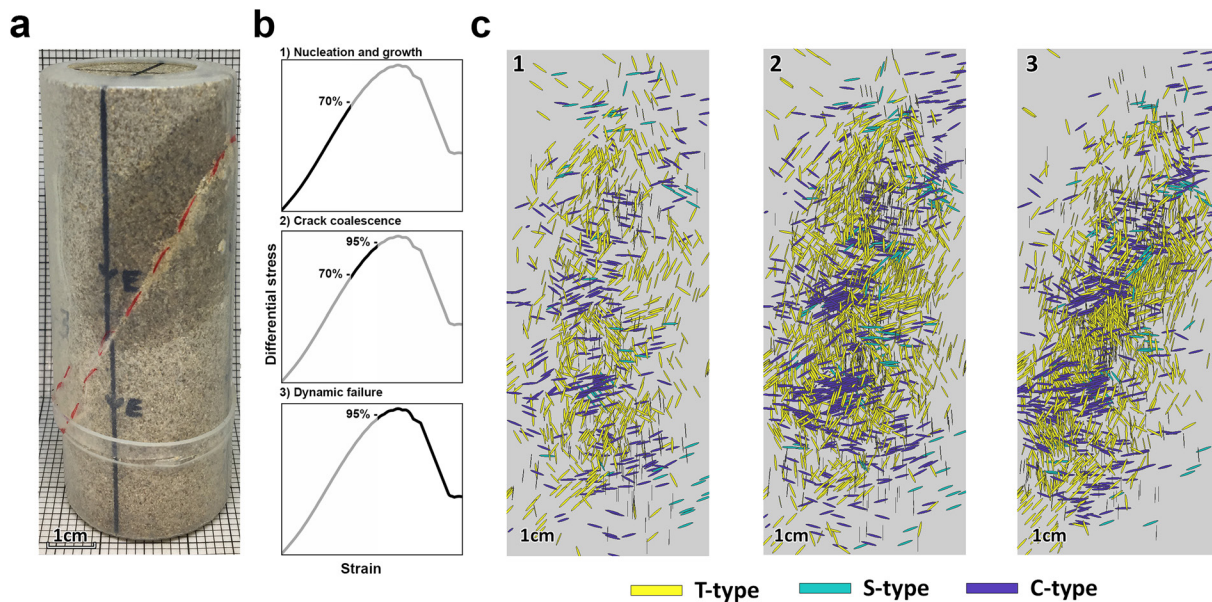 a
b
c
1) Nucleation and growth
70%
2) Crack coalescence
95%
70%
3) Dynamic failure
95%
Differential stress
Strain
E
E
1cm
1
1cm
2
1cm
3
1cm
T-type
S-type
C-type